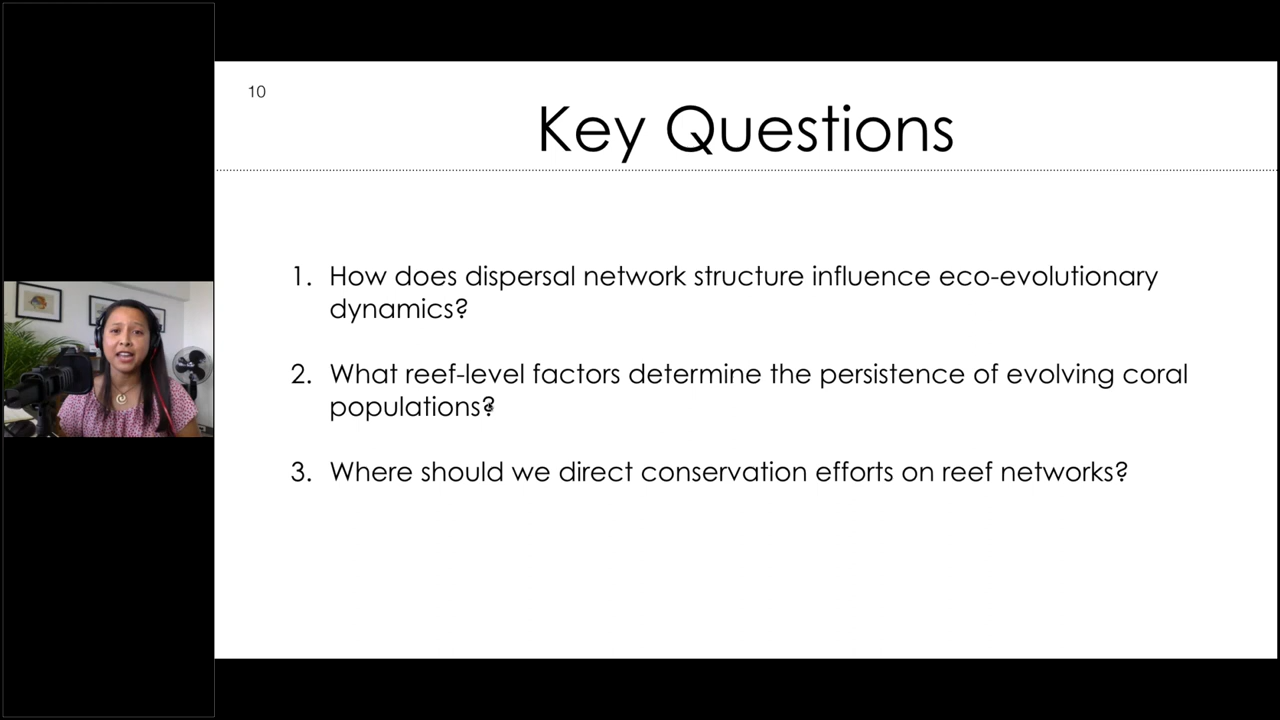 10
Key Questions
1. How does dispersal network structure influence eco-evolutionary
dynamics?
2. What reef-level factors determine the persistence of evolving coral
populations?
3. Where should we direct conservation efforts on reef networks?